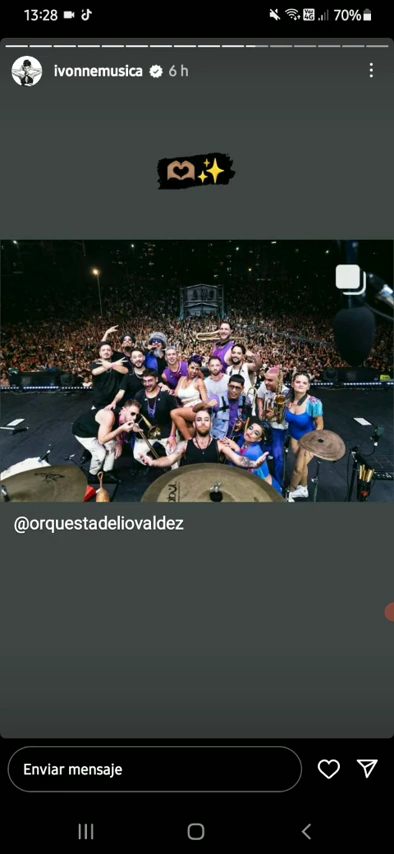 13:28
70%
ivonnemusica 6 h
@orquestadeliovaldez
Enviar mensaje